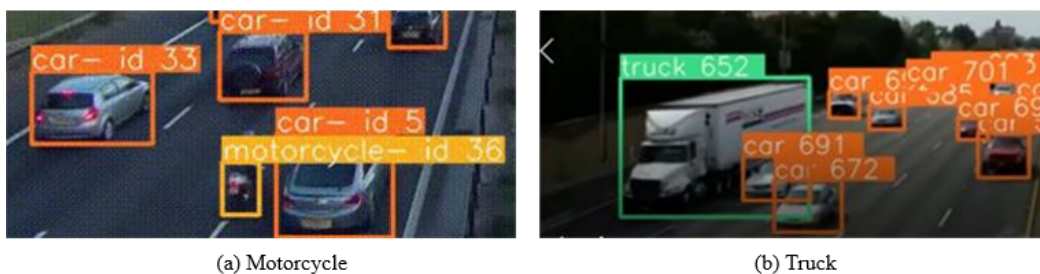 car- id 31
car- id 33
car- id 5
motorcycle- id 36
(a) Motorcycle
truck 652
car 701
car 691
car 672
(b) Truck